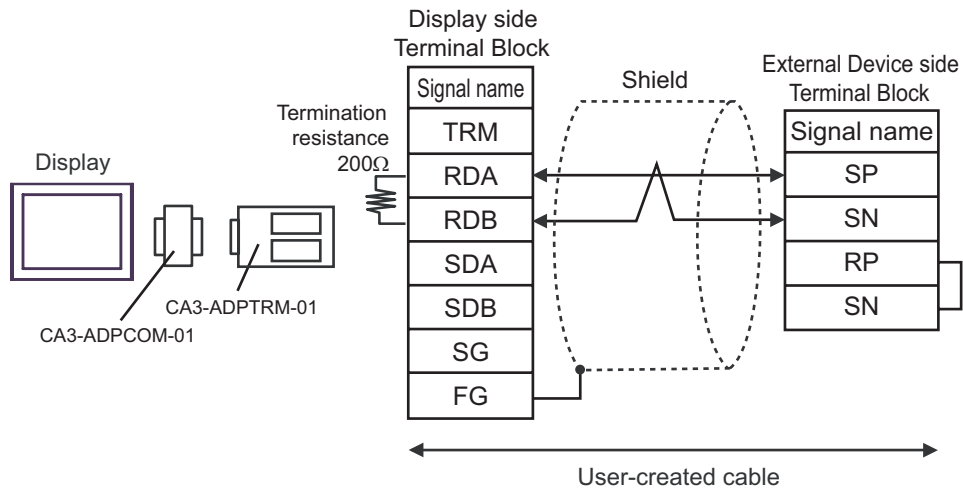 Display side
Terminal Block
Signal name
TRM
RDA
RDB
SDA
SDB
SG
FG
Termination
resistance
200Ω
Shield
External Device side
Terminal Block
Signal name
SP
SN
RP
SN
Display
CA3-ADPTRM-01
CA3-ADPCOM-01
User-created cable